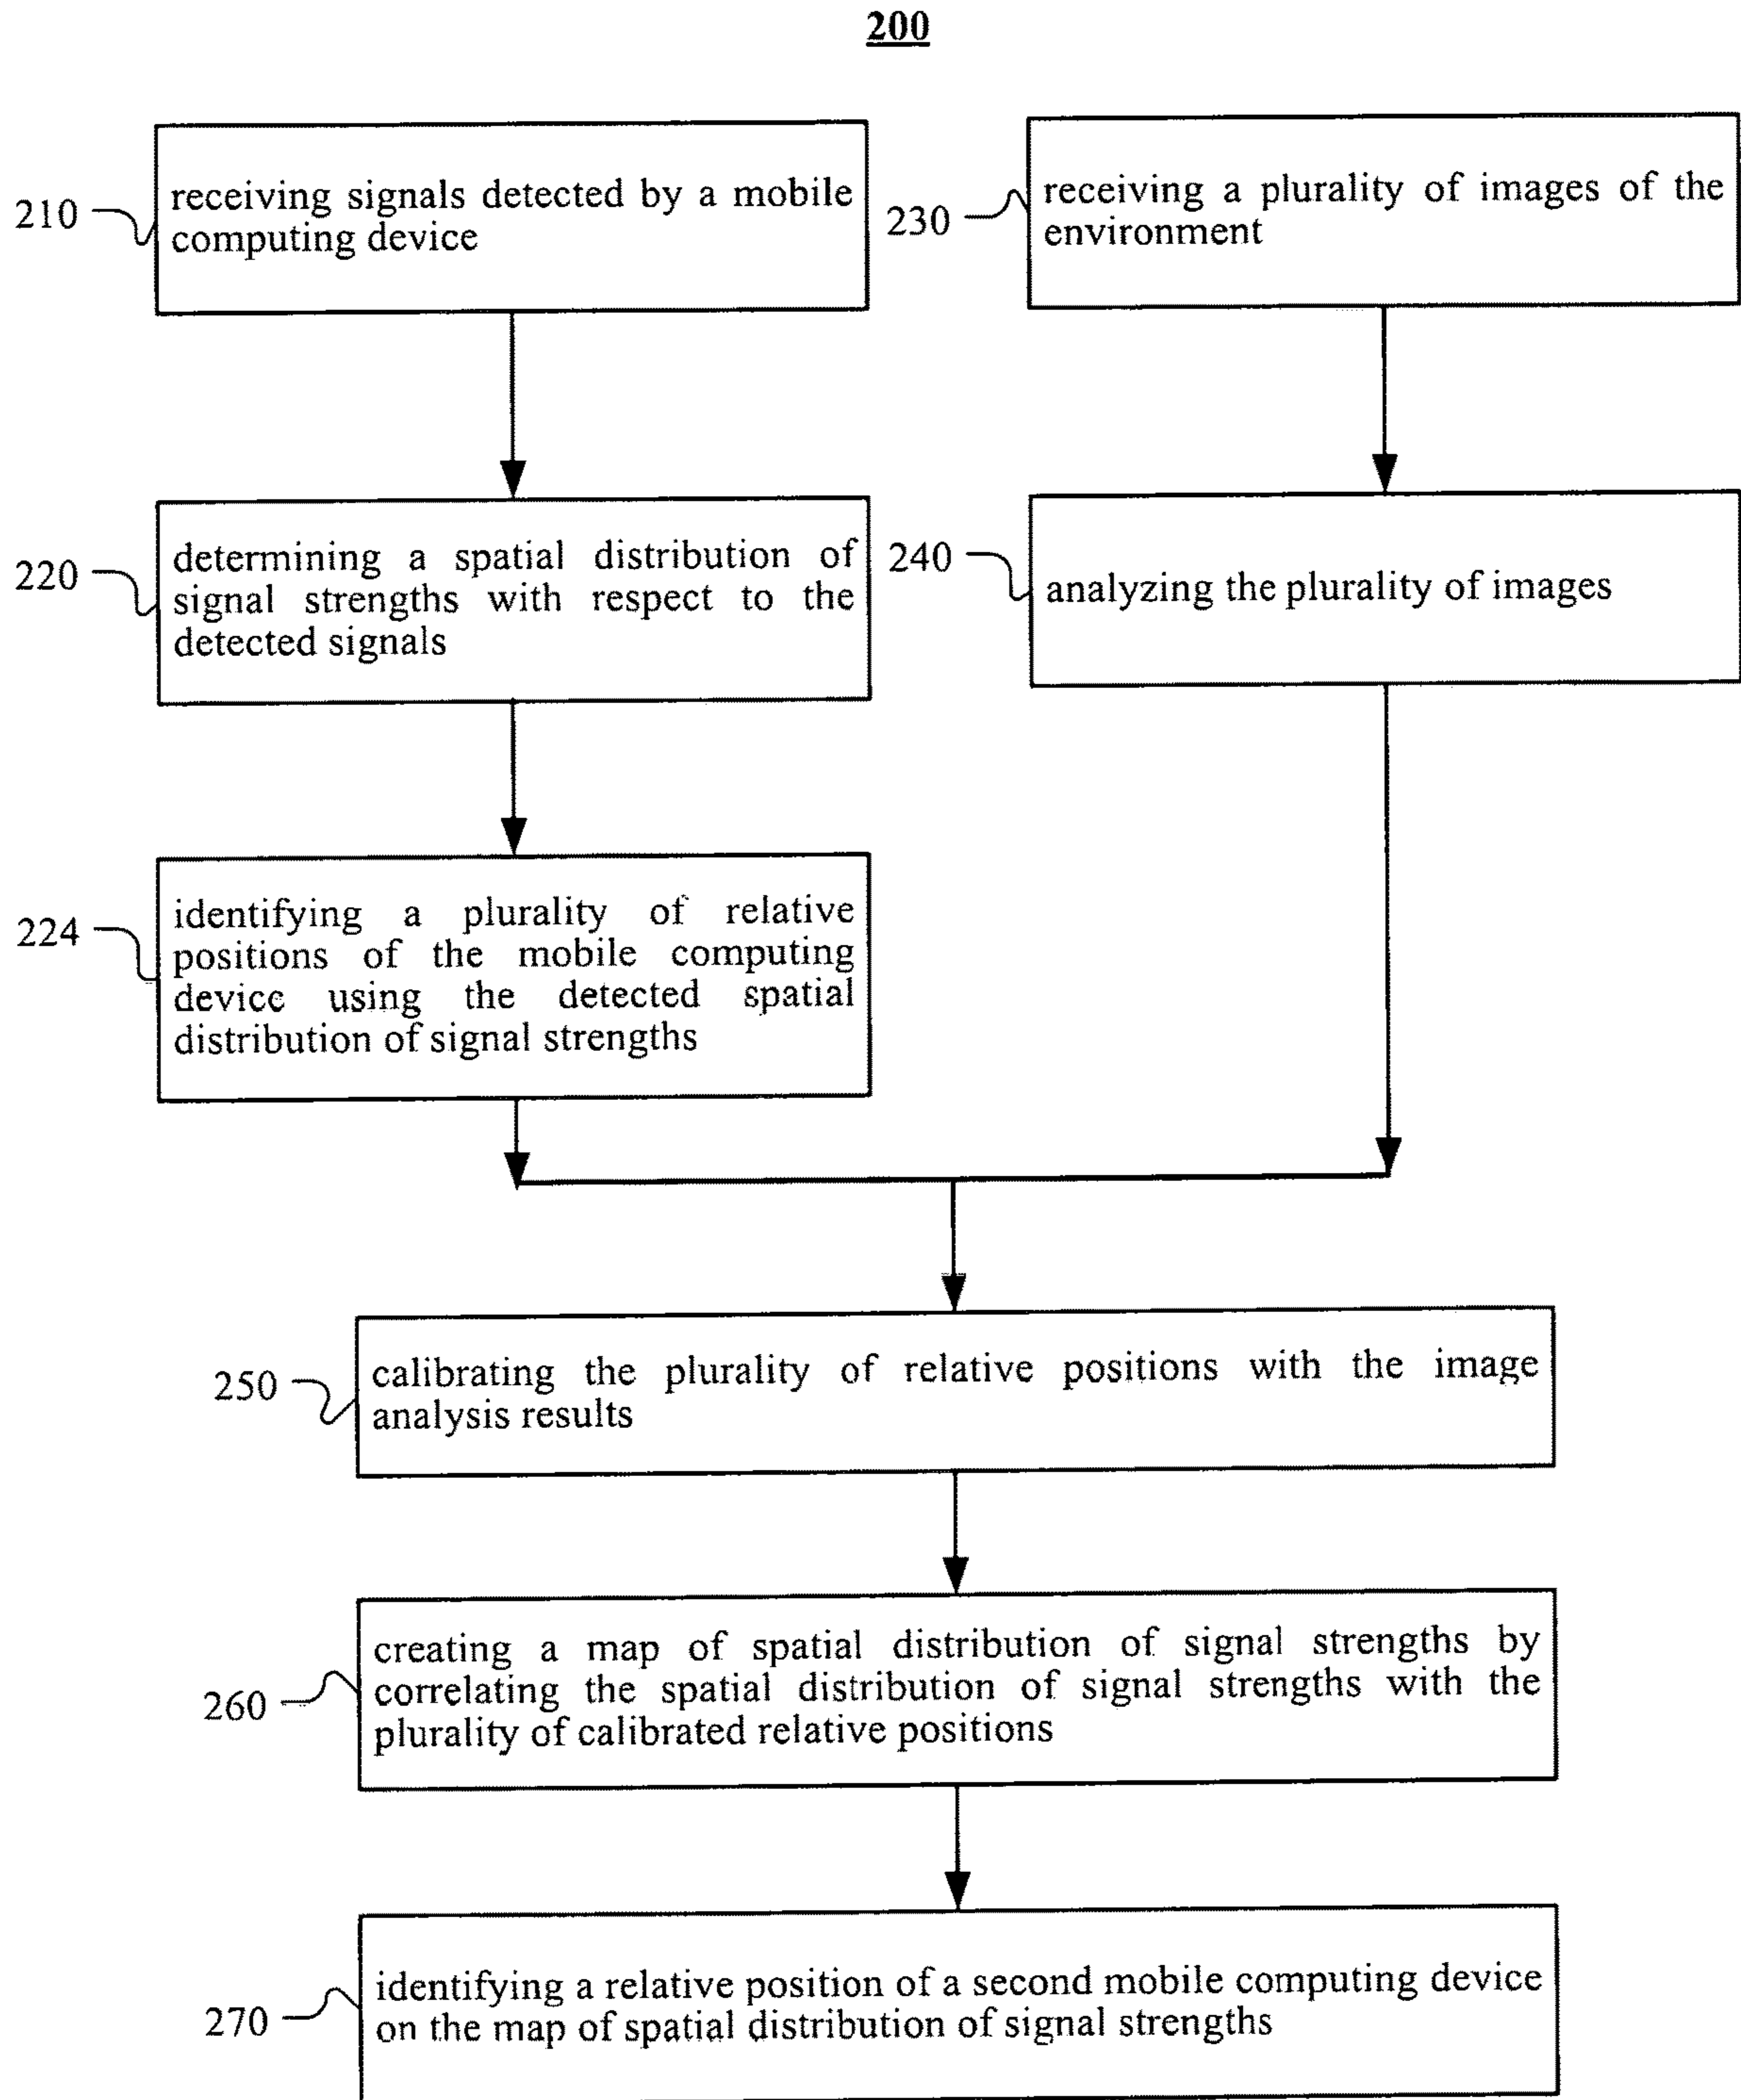 200
210
receiving signals detected by a mobile
computing device
230
receiving a plurality of images of the
environment
220
determining a spatial distribution of
signal strengths with respect to the
detected signals
240
analyzing the plurality of images
224
identifying a plurality of relative
positions of the mobile computing
device using the detected spatial
distribution of signal strengths
250
calibrating the plurality of relative positions with the image
analysis results
260
creating a map of spatial distribution of signal strengths by
correlating the spatial distribution of signal strengths with the
plurality of calibrated relative positions
270
identifying a relative position of a second mobile computing device
on the map of spatial distribution of signal strengths